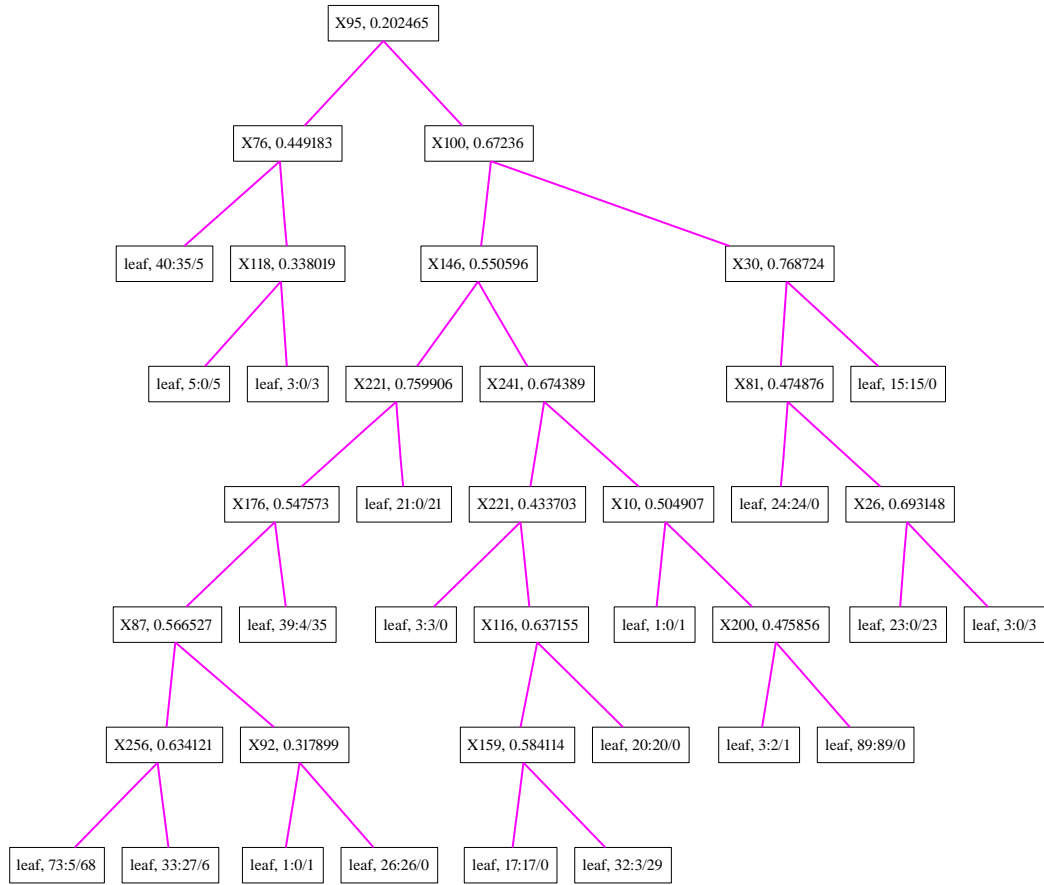 X95, 0.202465
X76, 0.449183
X100, 0.67236
leaf, 40:35/5
X118, 0.338019
X146, 0.550596
X30, 0.768724
leaf, 5:0/5
leaf, 3:0/3
X221, 0.759906
X241, 0.674389
X81, 0.474876
leaf, 15:15/0
X176, 0.547573
leaf, 21:0/21
X221, 0.433703
X10, 0.504907
leaf, 24:24/0
X26, 0.693148
X87, 0.566527
leaf, 39:4/35
leaf, 3:3/0
X116, 0.637155
leaf, 1:0/1
X200, 0.475856
leaf, 23:0/23
leaf, 3:0/3
X256, 0.634121
X92, 0.317899
X159, 0.584114
leaf, 20:20/0
leaf, 3:2/1
leaf, 89:89/0
leaf, 73:5/68
leaf, 33:27/6
leaf, 1:0/1
leaf, 26:26/0
leaf, 17:17/0
leaf, 32:3/29